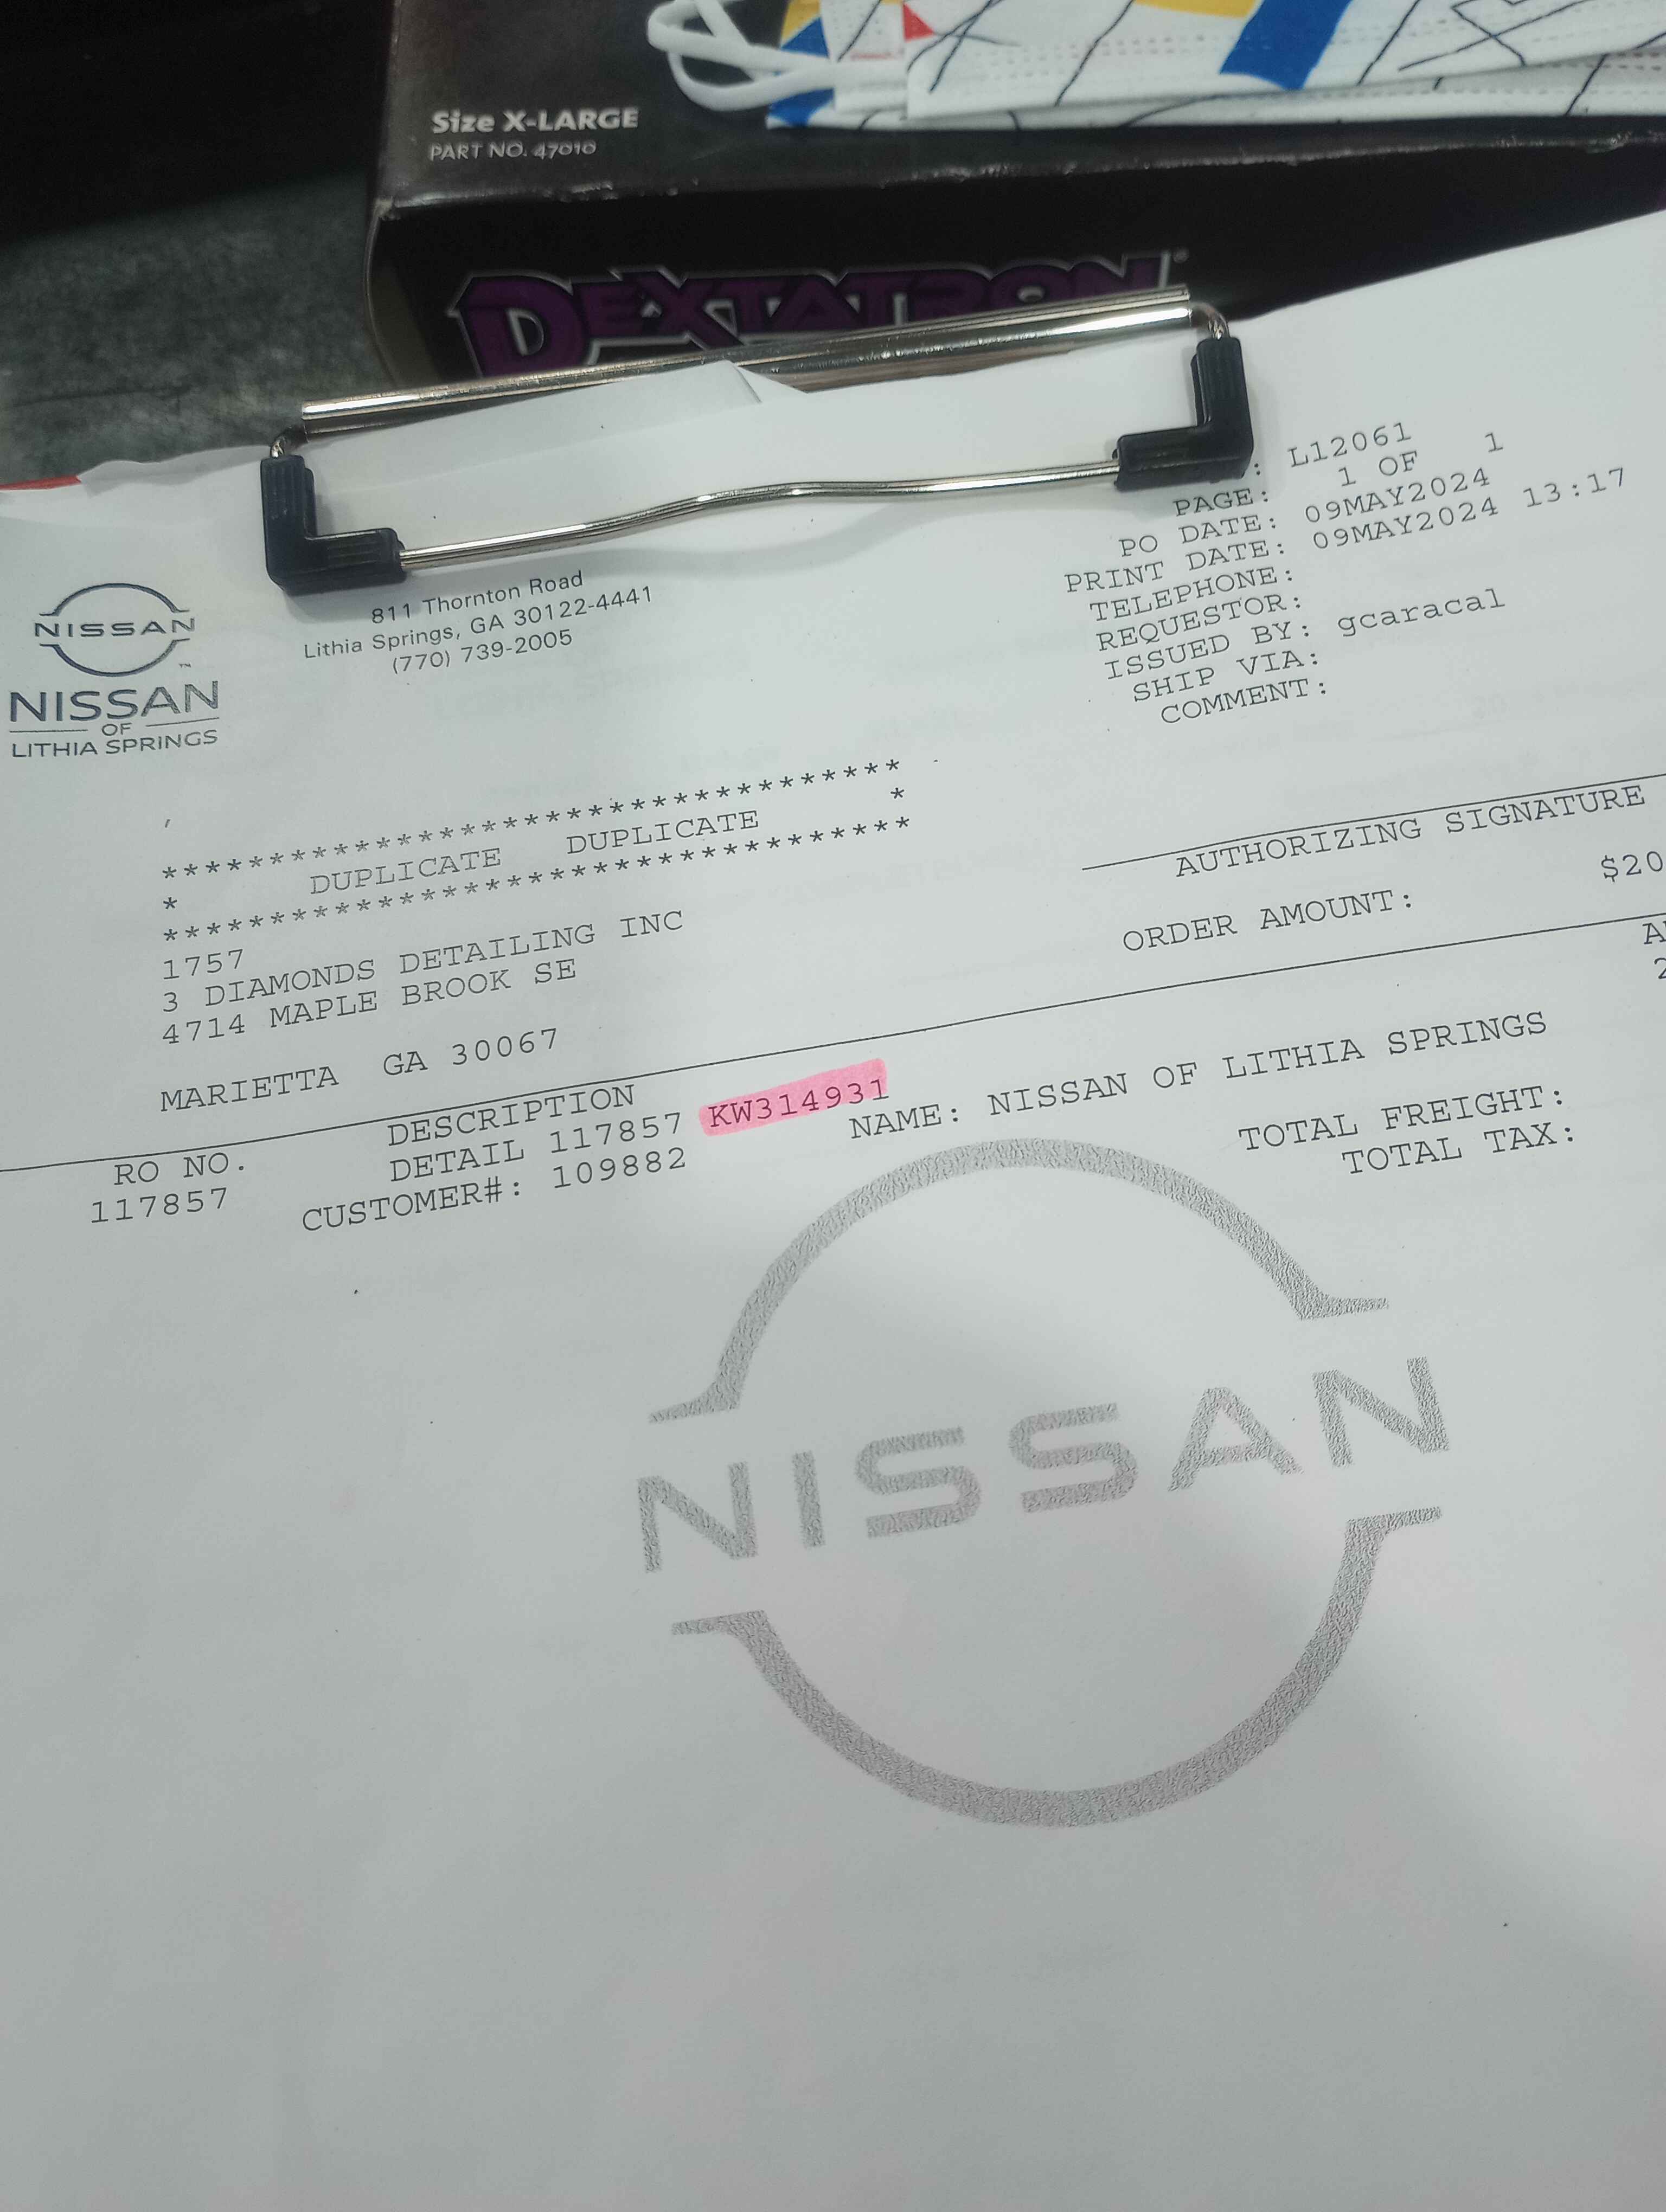 Size X-LARGE
PART NO. 47010
DEXTATRON®
: L12061
PAGE: 1 OF 1
PO DATE: 09MAY2024
PRINT DATE: 09MAY2024 13:17
TELEPHONE:
REQUESTOR:
ISSUED BY: gcaracal
SHIP VIA:
COMMENT:
811 Thornton Road
Lithia Springs, GA 30122-4441
(770) 739-2005
NISSAN
NISSAN
OF
LITHIA SPRINGS
***********************************
* DUPLICATE DUPLICATE *
***********************************
1757
3 DIAMONDS DETAILING INC
4714 MAPLE BROOK SE
MARIETTA GA 30067
AUTHORIZING SIGNATURE
ORDER AMOUNT: $20
RO NO. DESCRIPTION
117857 DETAIL 117857 KW314931
CUSTOMER#: 109882 NAME: NISSAN OF LITHIA SPRINGS
TOTAL FREIGHT:
TOTAL TAX:
NISSAN